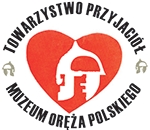 TOWARZYSTWO PRZYJACIÓŁ
MUZEUM ORĘŻA POLSKIEGO